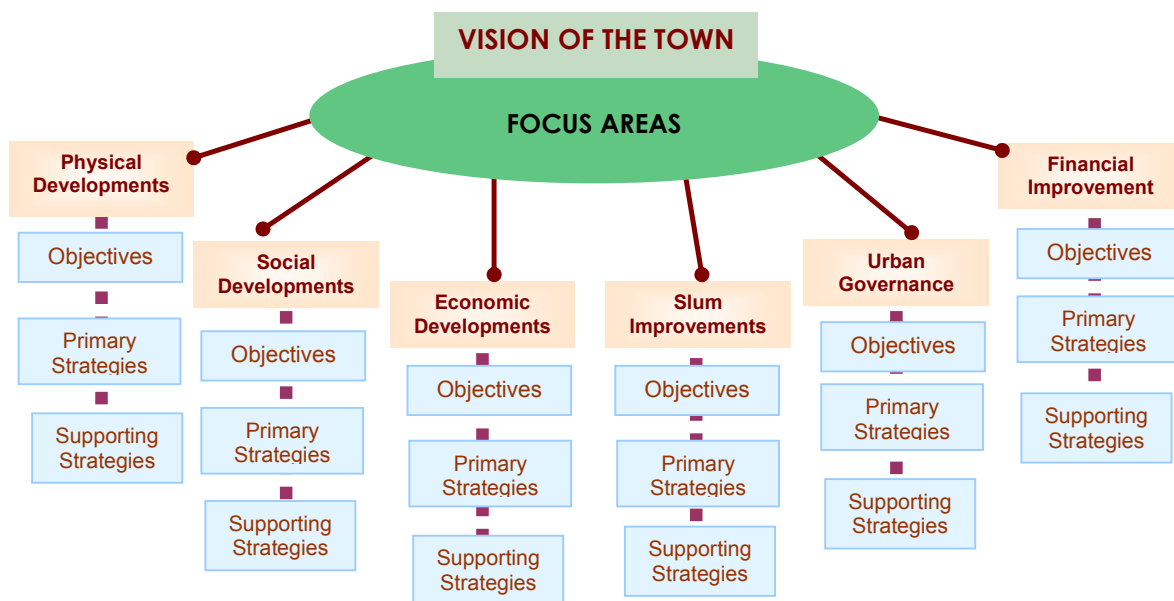 VISION OF THE TOWN
FOCUS AREAS
Physical
Developments
Objectives
Primary
Strategies
Supporting
Strategies
Social
Developments
Objectives
Primary
Strategies
Supporting
Strategies
Economic
Developments
Objectives
Primary
Strategies
Supporting
Strategies
Slum
Improvements
Objectives
Primary
Strategies
Supporting
Strategies
Urban
Governance
Objectives
Primary
Strategies
Supporting
Strategies
Financial
Improvement
Objectives
Primary
Strategies
Supporting
Strategies